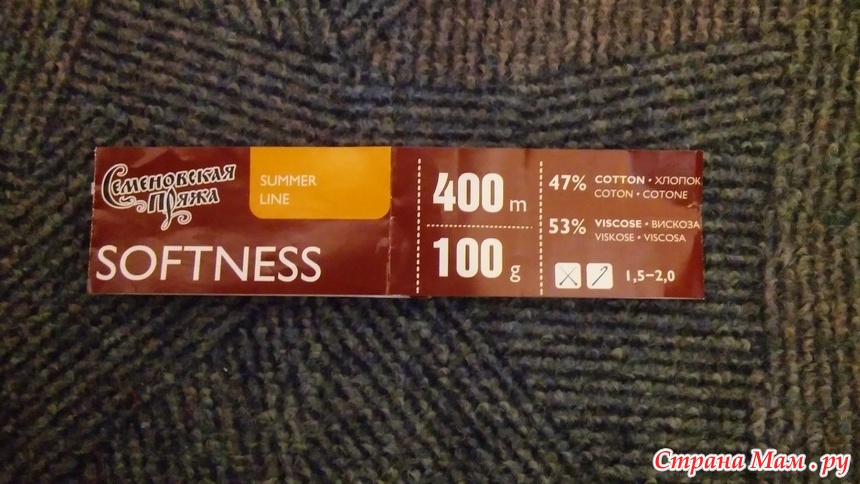 Семеновская
Пряжа
SUMMER
LINE
SOFTNESS
400 m
100 g
47% COTTON • ХЛОПОК
COTON • COTONE
53% VISCOSE • ВИСКОЗА
VISKOSE • VISCOSA
1,5–2,0
Страна Мам.ру